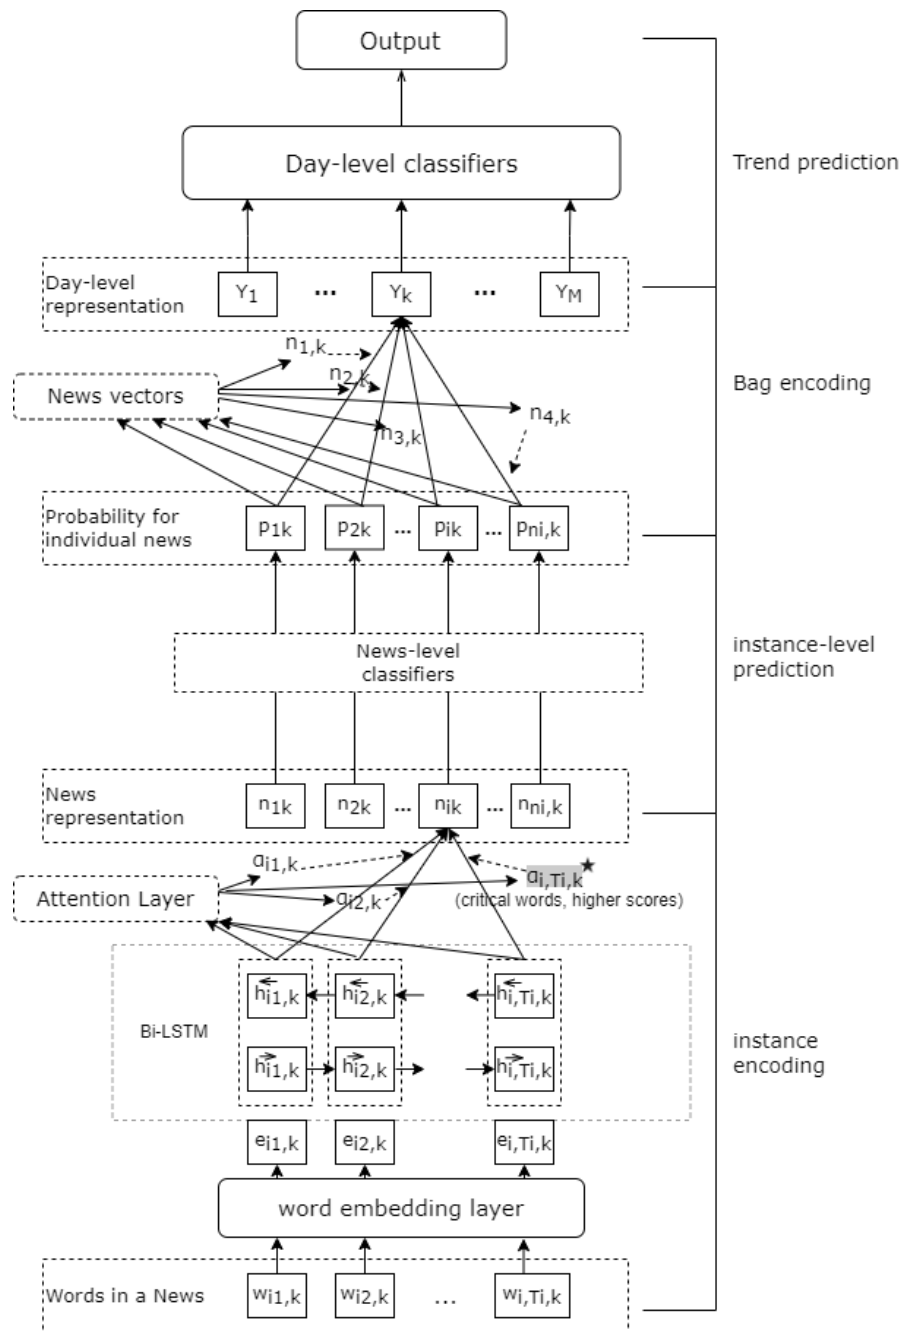 Output
Day-level classifiers
Trend prediction
Day-level
representation
Y1 ... Yk ... YM
n1,k
n2,k
News vectors
Bag encoding
n4,k
n3,k
Probability for
individual news
p1k p2k ... pik ... pni,k
News-level
classifiers
instance-level
prediction
News
representation
n1k n2k ... nik ... nni,k
ai1,k
Attention Layer
ai2,k
ai,Ti,k
(critical words, higher scores)
hi1,k hi2,k hi,Ti,k
Bi-LSTM
hi1,k hi2,k hi,Ti,k
instance
encoding
ei1,k ei2,k ei,Ti,k
word embedding layer
Words in a News
wi1,k wi2,k ... wi,Ti,k